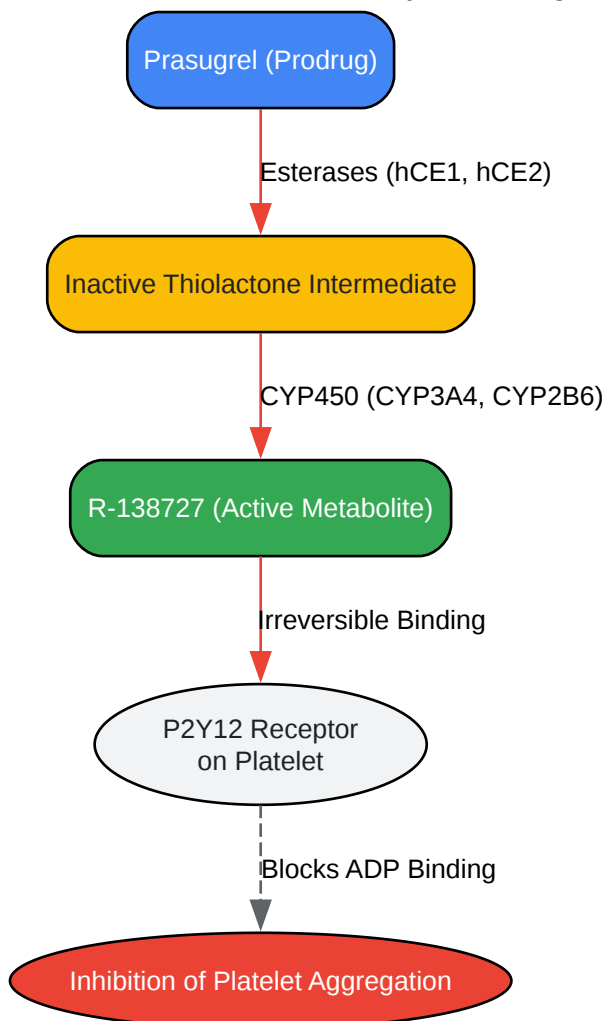 Prasugrel (Prodrug)
Esterases (hCE1, hCE2)
Inactive Thiolactone Intermediate
CYP450 (CYP3A4, CYP2B6)
R-138727 (Active Metabolite)
Irreversible Binding
P2Y12 Receptor
on Platelet
Blocks ADP Binding
Inhibition of Platelet Aggregation